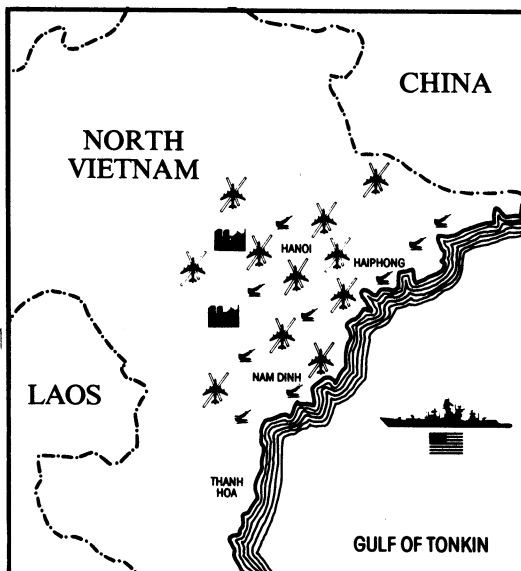 CHINA
NORTH
VIETNAM
HANOI
HAIPHONG
NAM DINH
LAOS
THANH
HOA
GULF OF TONKIN